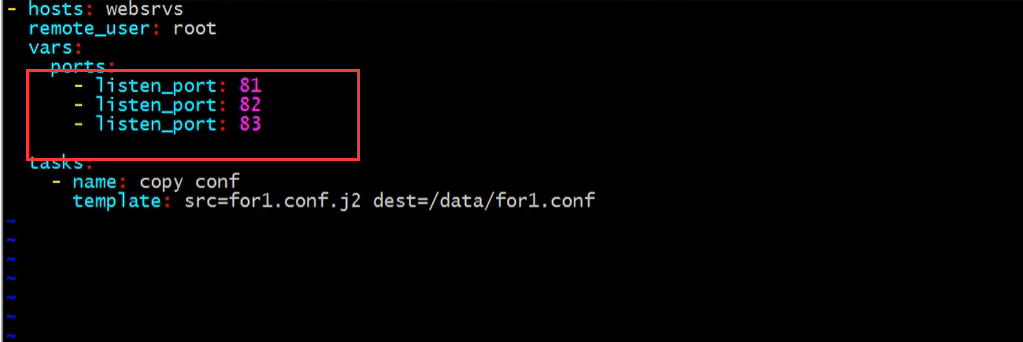 - hosts: websrvs
  remote_user: root
  vars:
    ports:
      - listen_port: 81
      - listen_port: 82
      - listen_port: 83

  tasks:
    - name: copy conf
      template: src=for1.conf.j2 dest=/data/for1.conf
~
~
~
~
~
~
~